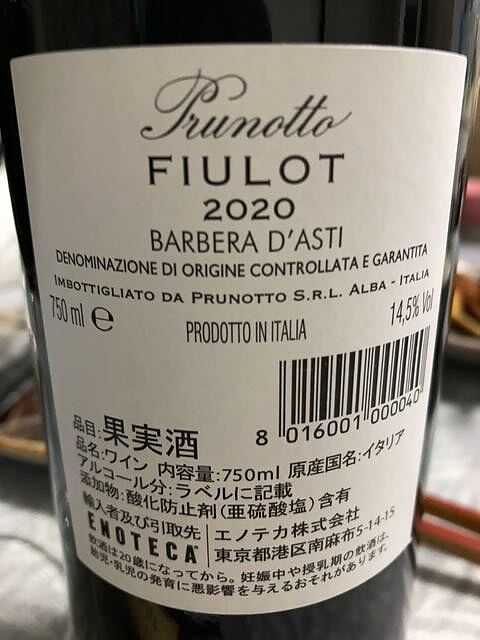 Prunotto
FIULOT
2020
BARBERA D'ASTI
DENOMINAZIONE DI ORIGINE CONTROLLATA E GARANTITA
IMBOTTIGLIATO DA PRUNOTTO S.R.L. ALBA - ITALIA
750 ml e
PRODOTTO IN ITALIA
14,5% Vol
8 016001 000040
品目:果実酒
品名:ワイン 内容量:750ml 原産国名:イタリア
アルコール分:ラベルに記載
添加物:酸化防止剤(亜硫酸塩)含有
輸入者及び引取先
ENOTECA
エノテカ株式会社
東京都港区南麻布5-14-15
飲酒は20歳になってから。妊娠中や授乳期の飲酒は、
胎児・乳児の発育に悪影響を与えるおそれがあります。